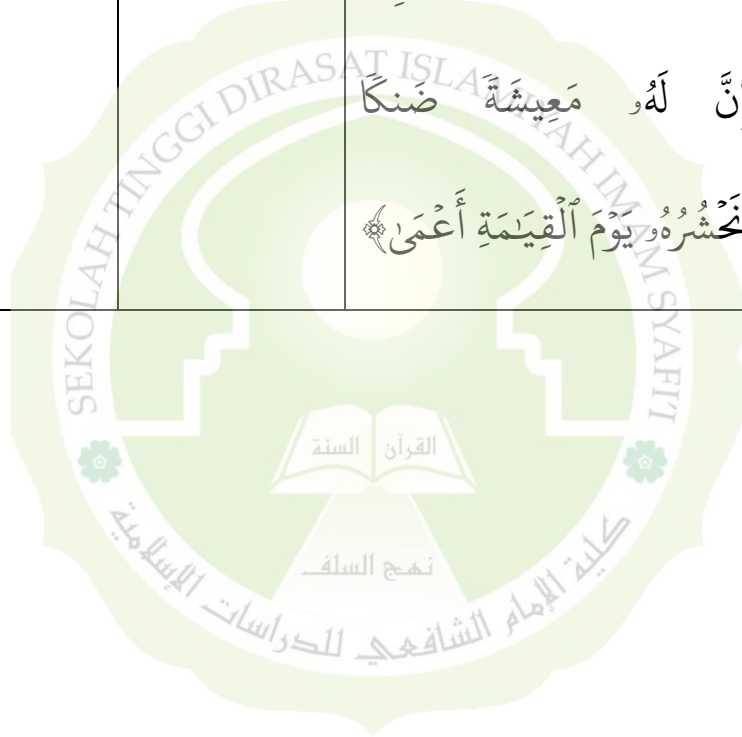 لَهُۥ مَعِيشَةٗ ضَنكٗا
يَوۡمَ ٱلۡقِيَٰمَةِ أَعۡمَىٰ﴾
SEKOLAH TINGGI DIRASAT ISLAMIYAH IMAM SYAFI'I
القرآن السنة
نهج السلف
كلية الإمام الشافعي للدراسات الإسلامية